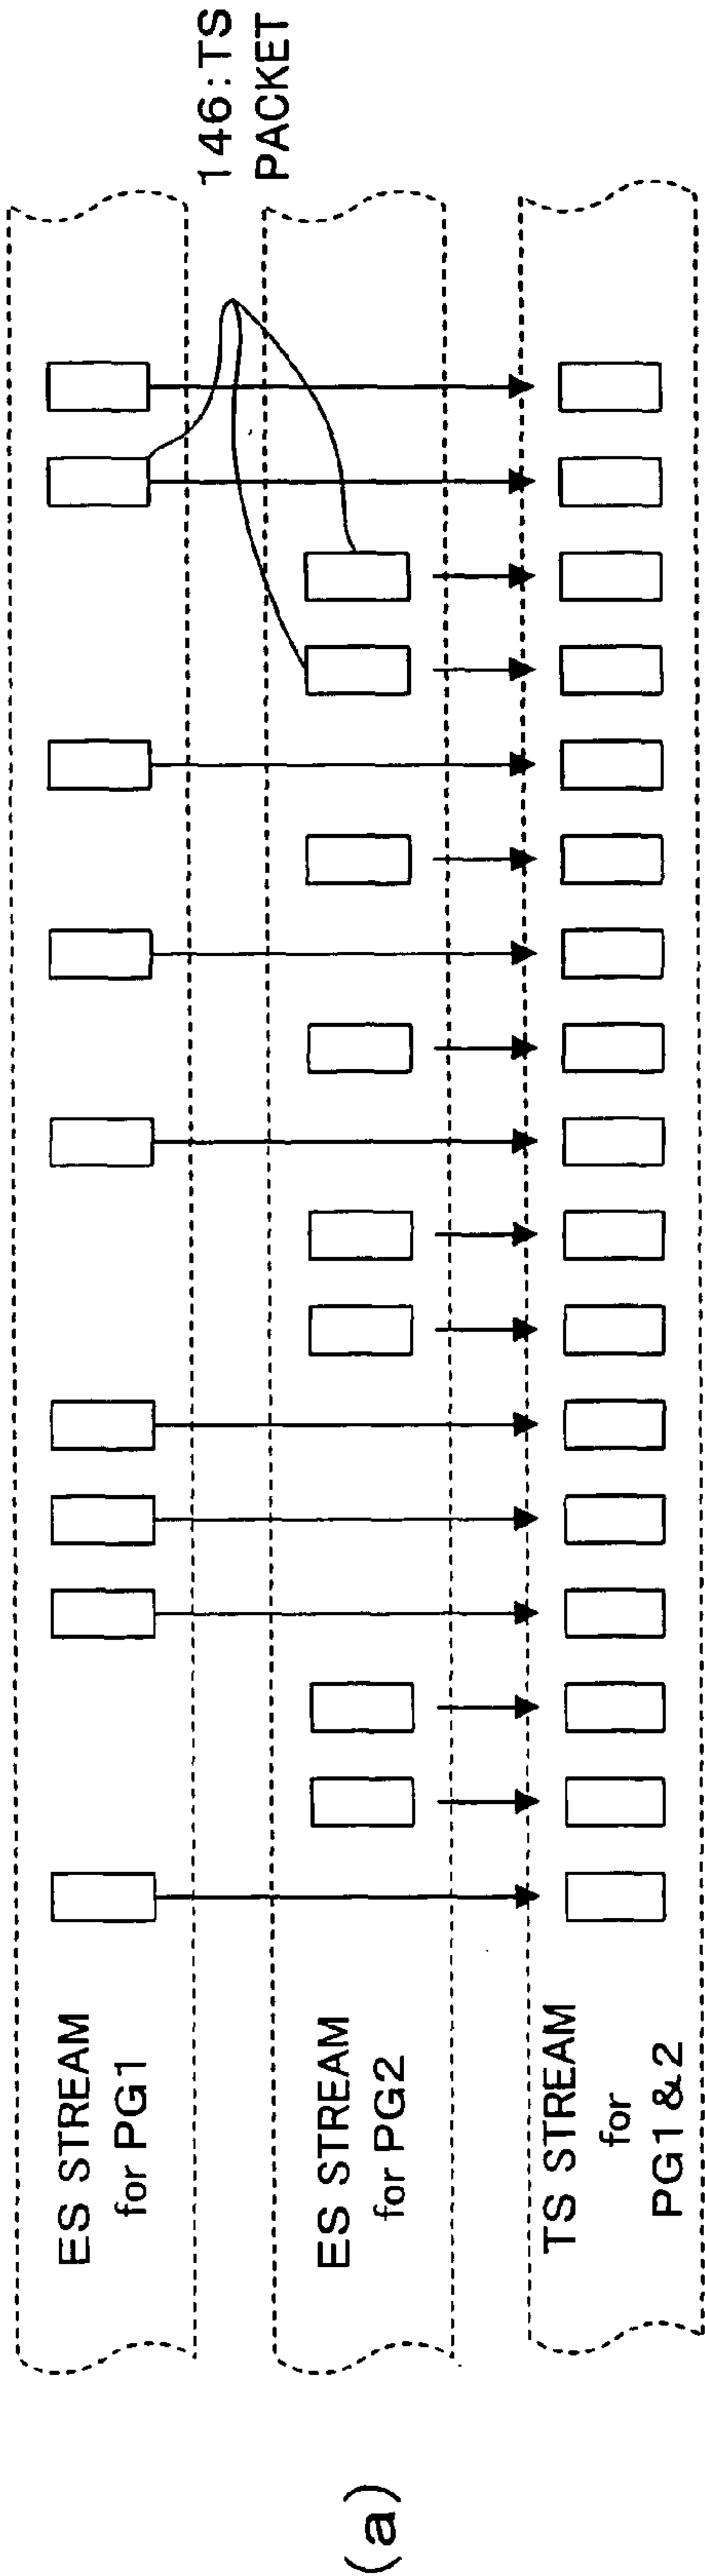 146:TS
PACKET
ES STREAM
for PG1
ES STREAM
for PG2
TS STREAM
for
PG1&2
(a)